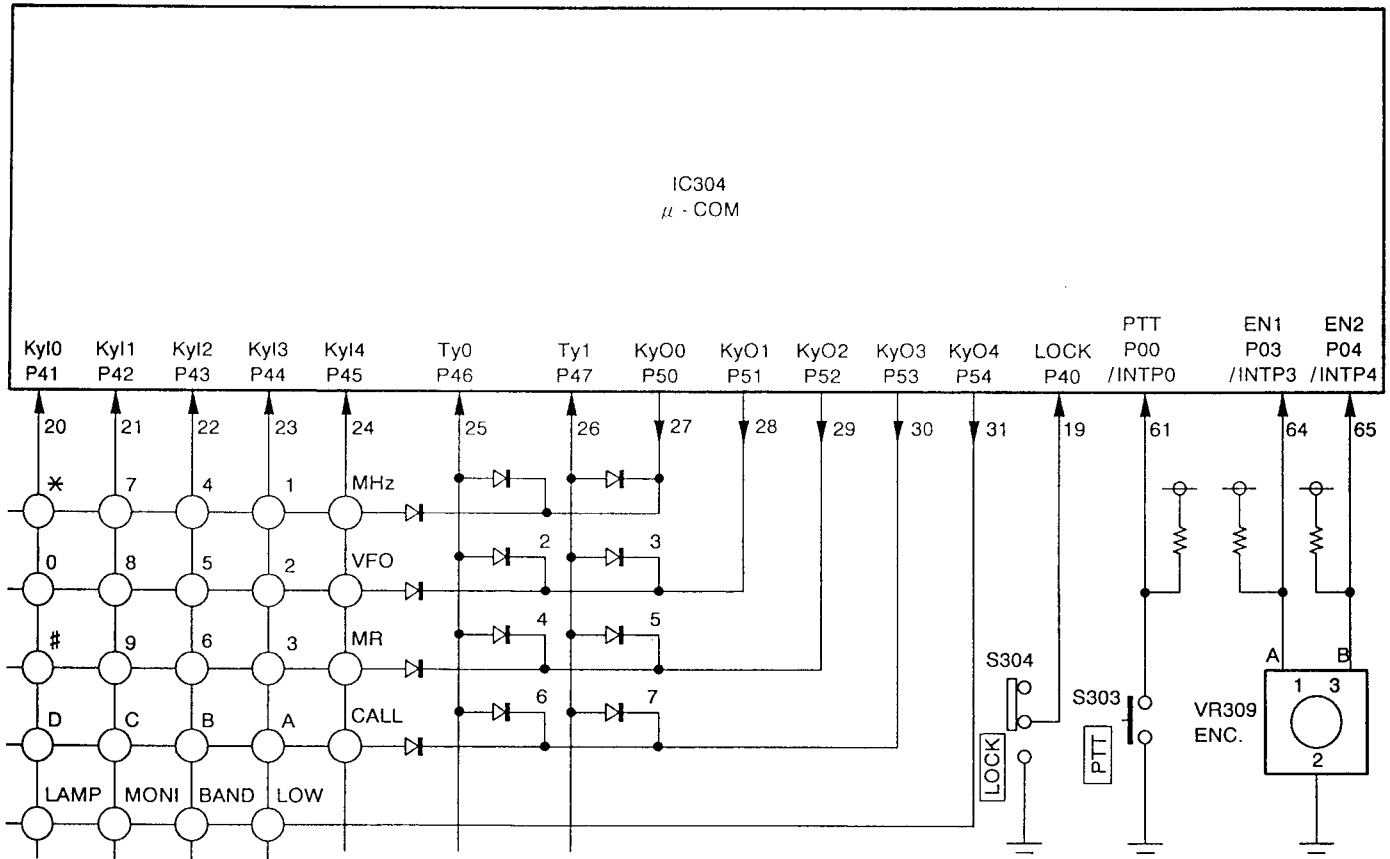 IC304
μ - COM
KyI0 KyI1 KyI2 KyI3 KyI4 Ty0 Ty1 KyO0 KyO1 KyO2 KyO3 KyO4 LOCK PTT EN1 EN2
P41 P42 P43 P44 P45 P46 P47 P50 P51 P52 P53 P54 P40 P00 P03 P04
/INTP0 /INTP3 /INTP4
20 21 22 23 24 25 26 27 28 29 30 31 19 61 64 65
* 7 4 1 MHz
0 8 5 2 VFO 2 3
# 9 6 3 MR 4 5
D C B A CALL 6 7
LAMP MONI BAND LOW
S304
LOCK
S303
PTT
A B
1 3
VR309
ENC.
2